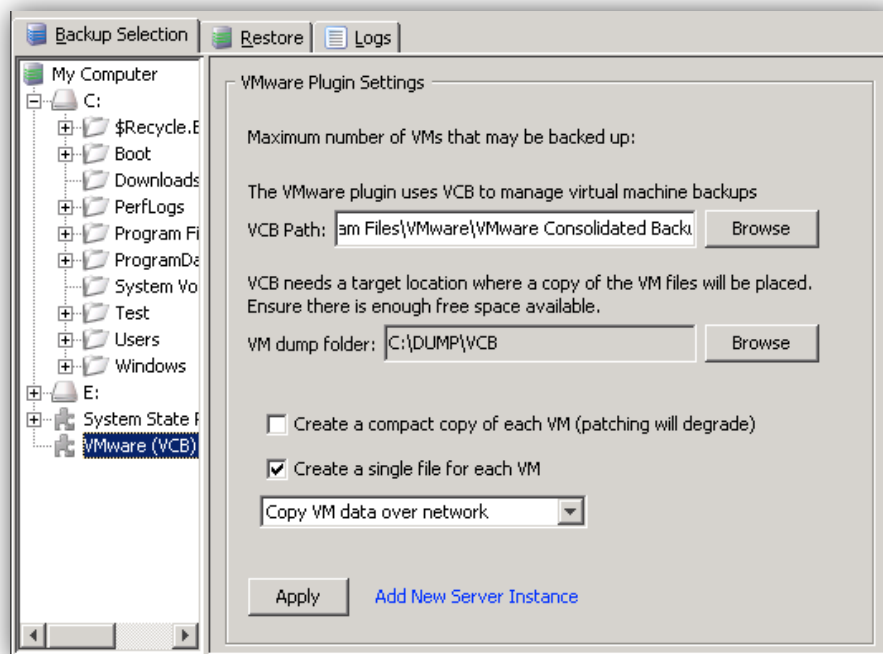 Backup Selection
Restore
Logs
My Computer
C:
$Recycle.E
Boot
Downloads
PerfLogs
Program Fi
ProgramDa
System Vo
Test
Users
Windows
E:
System State P
VMware (VCB)
VMware Plugin Settings
Maximum number of VMs that may be backed up:
The VMware plugin uses VCB to manage virtual machine backups
VCB Path: am Files\VMware\VMware Consolidated Backu Browse
VCB needs a target location where a copy of the VM files will be placed.
Ensure there is enough free space available.
VM dump folder: C:\DUMP\VCB Browse
Create a compact copy of each VM (patching will degrade)
Create a single file for each VM
Copy VM data over network
Apply Add New Server Instance